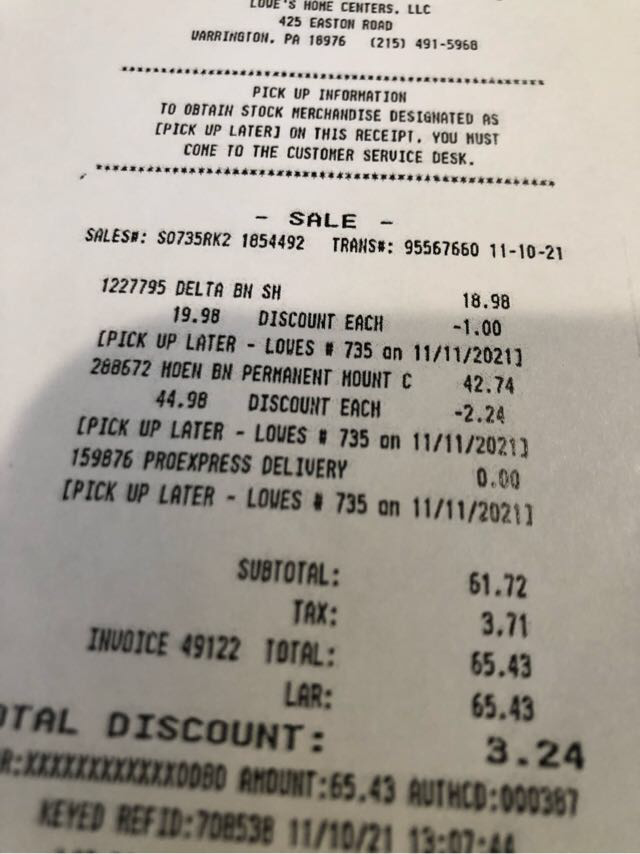 LOWE'S HOME CENTERS, LLC
425 EASTON ROAD
WARRINGTON, PA 18976 (215) 491-5968
**************************************************
PICK UP INFORMATION
TO OBTAIN STOCK MERCHANDISE DESIGNATED AS
[PICK UP LATER] ON THIS RECEIPT, YOU MUST
COME TO THE CUSTOMER SERVICE DESK.
**************************************************
- SALE -
SALES#: S0735RK2 1854492 TRANS#: 95567660 11-10-21
1227795 DELTA BN SH 18.98
19.98 DISCOUNT EACH -1.00
[PICK UP LATER - LOWES # 735 on 11/11/2021]
288672 MOEN BN PERMANENT MOUNT C 42.74
44.98 DISCOUNT EACH -2.24
[PICK UP LATER - LOWES # 735 on 11/11/2021]
159876 PROEXPRESS DELIVERY 0.00
[PICK UP LATER - LOWES # 735 on 11/11/2021]
SUBTOTAL: 61.72
TAX: 3.71
INVOICE 49122 TOTAL: 65.43
LAR: 65.43
OTAL DISCOUNT: 3.24
R:XXXXXXXXXXXX0080 AMOUNT:65.43 AUTHCD:000387
KEYED REFID:708538 11/10/21 13:07:44